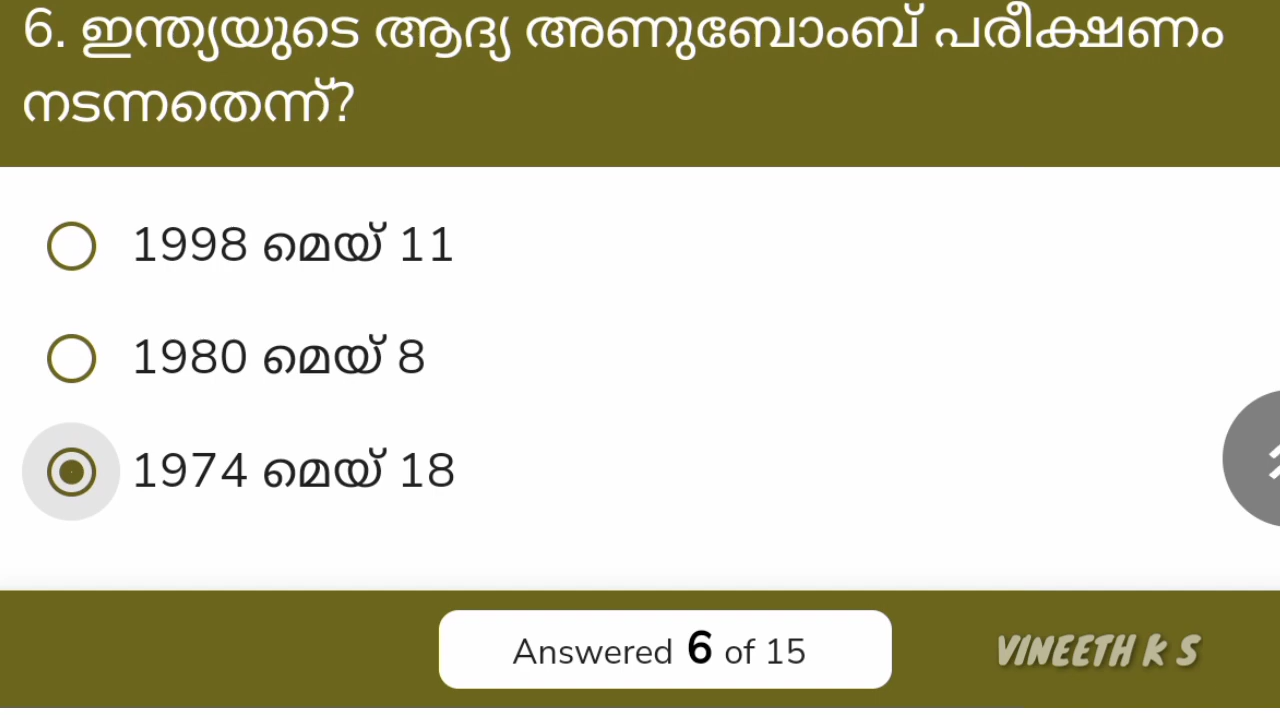 6. ഇന്ത്യയുടെ ആദ്യ അണുബോംബ് പരീക്ഷണം
നടന്നതെന്ന്?
1998 മെയ് 11
1980 മെയ് 8
1974 മെയ് 18
Answered 6 of 15
VINEETH K S